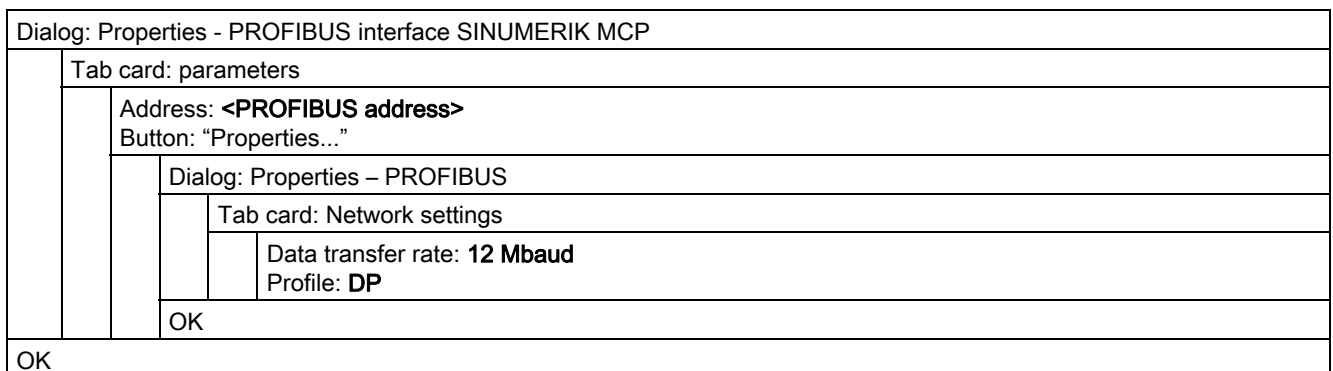 Dialog: Properties - PROFIBUS interface SINUMERIK MCP
Tab card: parameters
Address: <PROFIBUS address>
Button: “Properties...”
Dialog: Properties – PROFIBUS
Tab card: Network settings
Data transfer rate: 12 Mbaud
Profile: DP
OK
OK